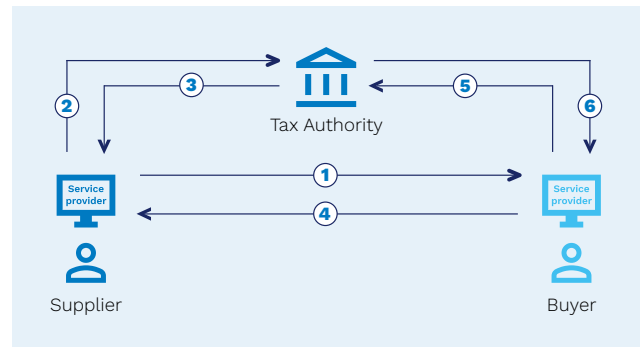 3
5
2
6
Tax Authority
1
Service
provider
Service
provider
4
Supplier
Buyer